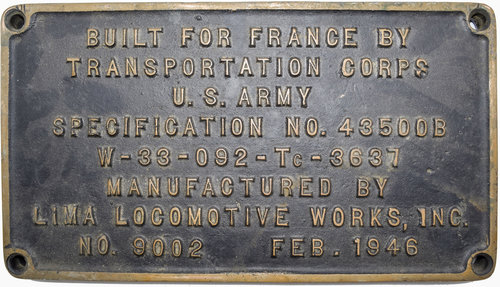 BUILT FOR FRANCE BY
TRANSPORTATION CORPS
U.S. ARMY
SPECIFICATION NO. 43500B
W-33-092-Tc-3637
MANUFACTURED BY
LIMA LOCOMOTIVE WORKS, INC.
NO. 9002 FEB. 1946